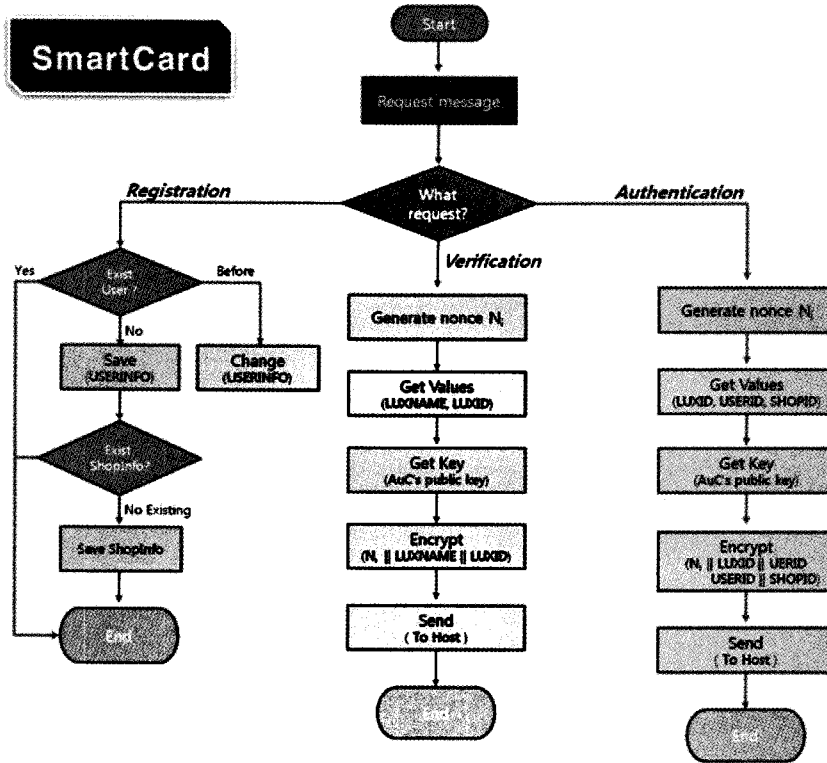 SmartCard
Start
Request message
What
request?
Registration
Verification
Authentication
Exist
User ?
Yes
Before
No
Save
(USERINFO)
Change
(USERINFO)
Exist
ShopInfo?
No Existing
Save ShopInfo
End
Generate nonce Nᵢ
Get Values
(LUXNAME, LUXID)
Get Key
(AuC's public key)
Encrypt
(Nᵢ || LUXNAME || LUXID)
Send
( To Host )
End
Generate nonce Nᵢ
Get Values
(LUXID, USERID, SHOPID)
Get Key
(AuC's public key)
Encrypt
(Nᵢ || LUXID || UERID
USERID || SHOPID)
Send
( To Host )
End